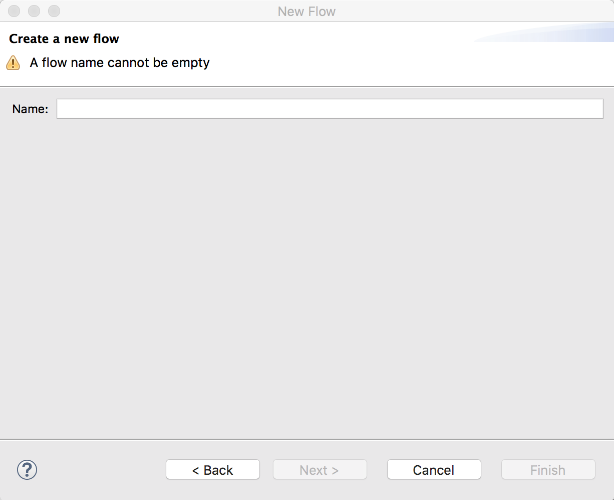 New Flow
Create a new flow
A flow name cannot be empty
Name:
?
< Back
Next >
Cancel
Finish